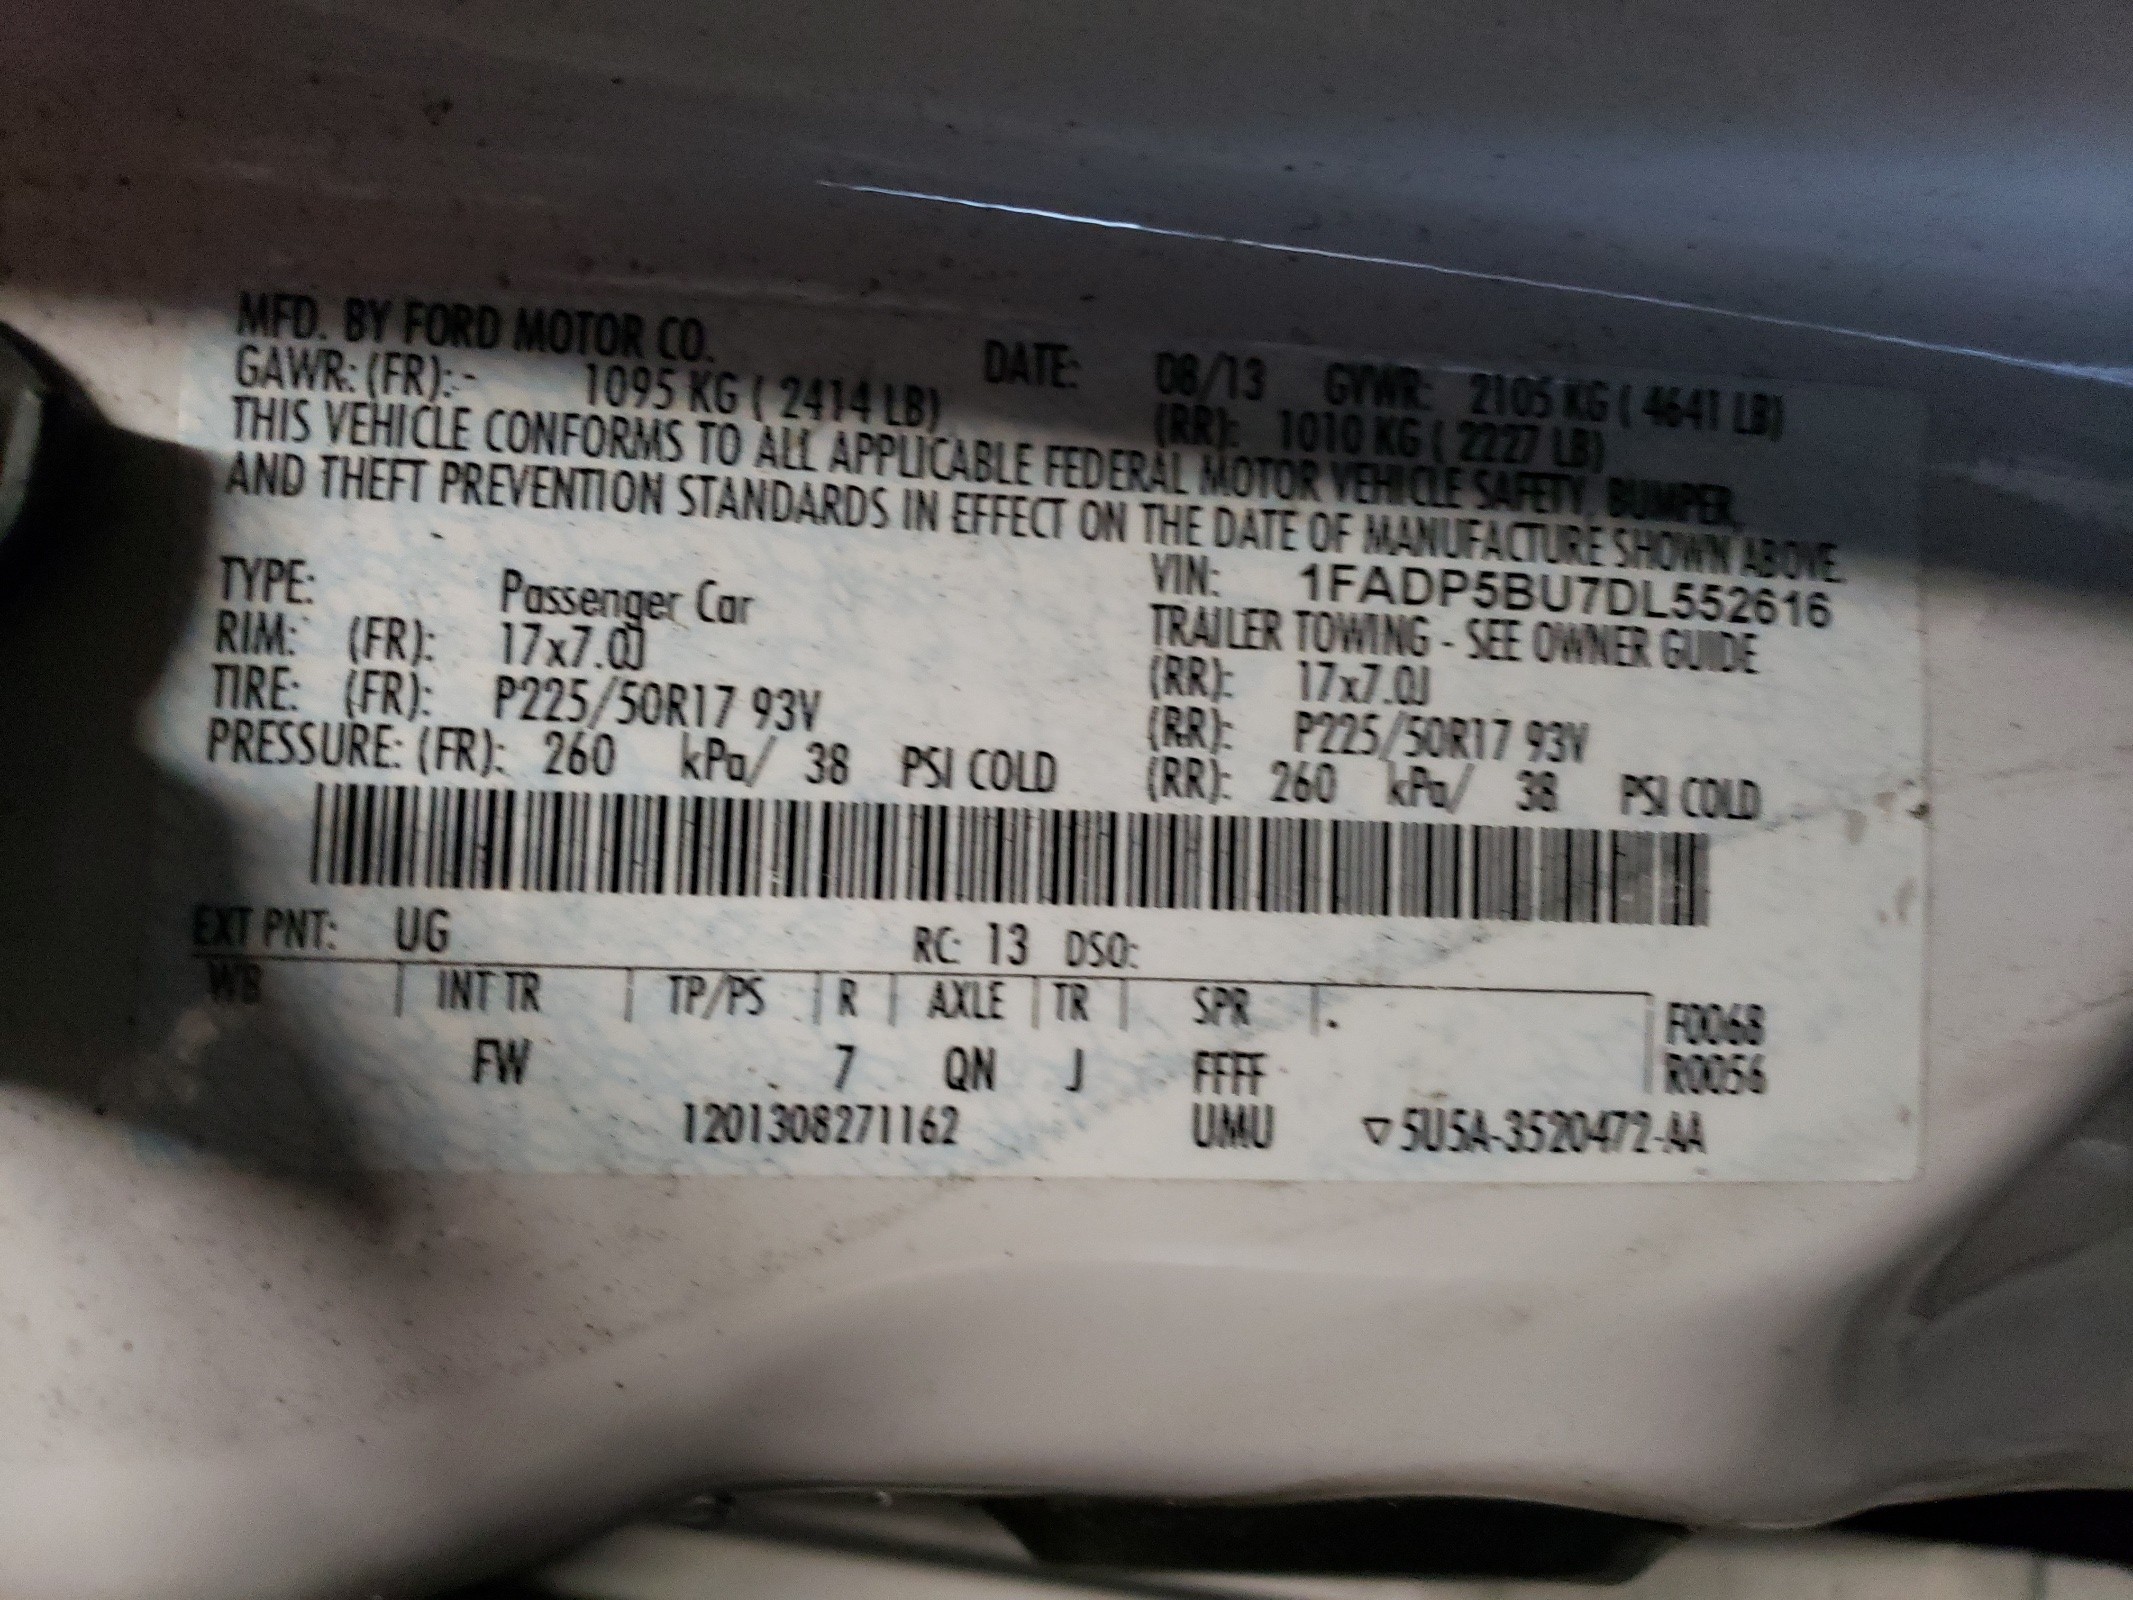 MFD. BY FORD MOTOR CO. DATE: 08/13 GVWR: 2105 KG ( 4641 LB)
GAWR: (FR):- 1095 KG ( 2414 LB) (RR): 1010 KG ( 2227 LB)
THIS VEHICLE CONFORMS TO ALL APPLICABLE FEDERAL MOTOR VEHICLE SAFETY, BUMPER,
AND THEFT PREVENTION STANDARDS IN EFFECT ON THE DATE OF MANUFACTURE SHOWN ABOVE.
VIN: 1FADP5BU7DL552616
TYPE: Passenger Car TRAILER TOWING - SEE OWNER GUIDE
RIM: (FR): 17x7.0J (RR): 17x7.0J
TIRE: (FR): P225/50R17 93V (RR): P225/50R17 93V
PRESSURE: (FR): 260 kPa/ 38 PSI COLD (RR): 260 kPa/ 38 PSI COLD
EXT PNT: UG RC: 13 DSO:
WB | INT TR | TP/PS | R | AXLE | TR | SPR | . F0068
FW 7 QN J FFFF R0056
1201308271162 UMU ▽ 5U5A-3520472-AA